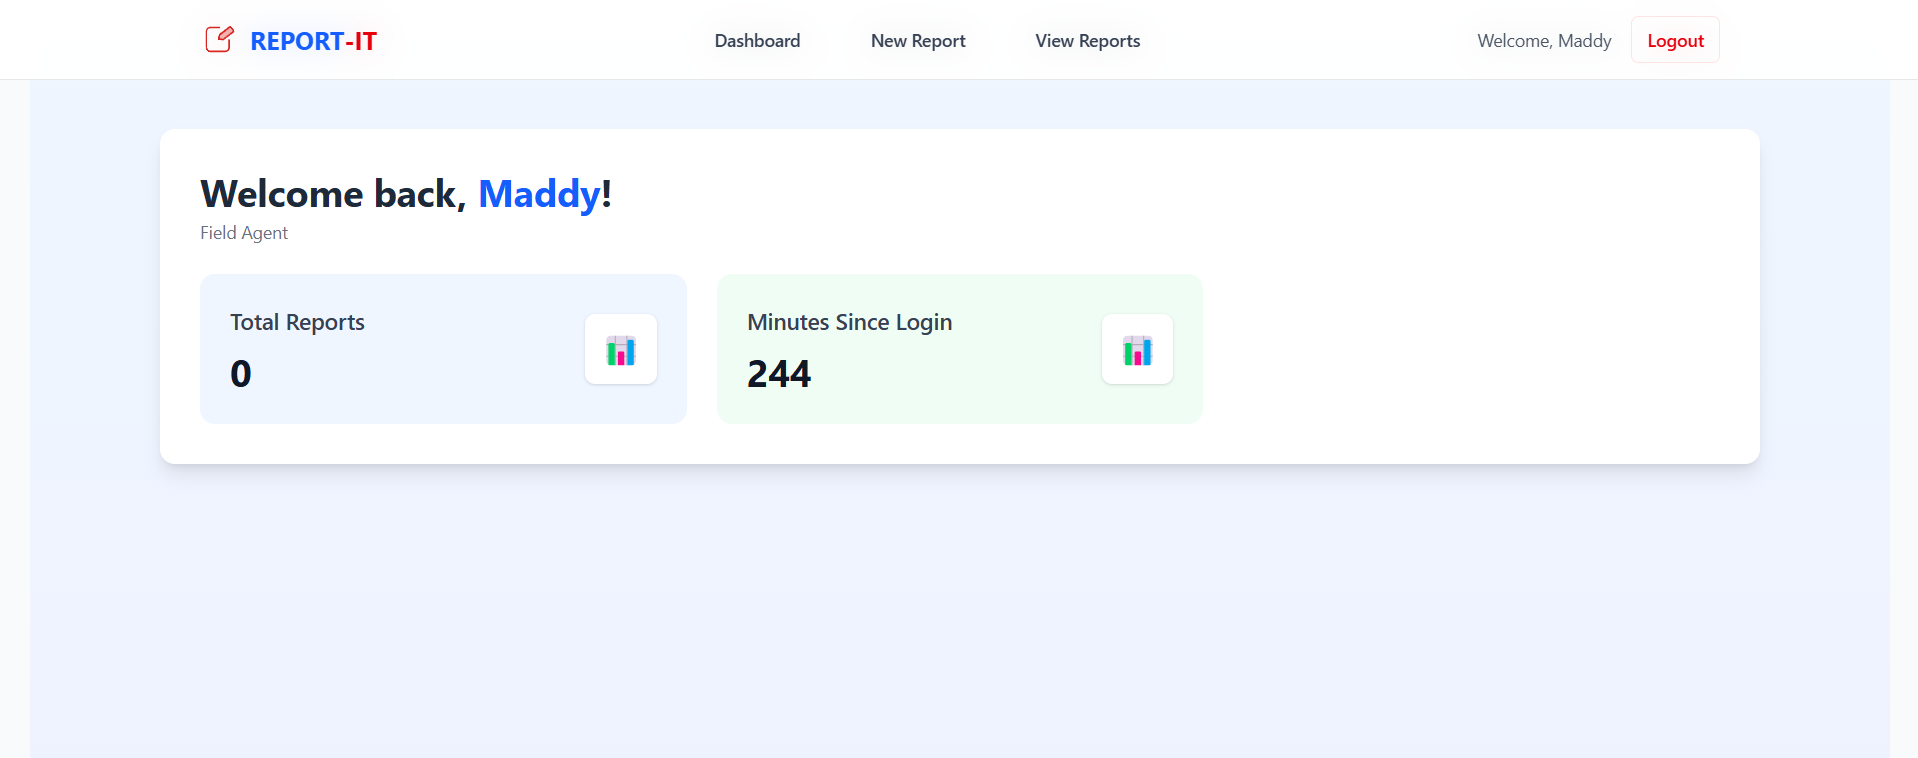 REPORT-IT
Dashboard
New Report
View Reports
Welcome, Maddy
Logout
Welcome back, Maddy!
Field Agent
Total Reports
0
Minutes Since Login
244